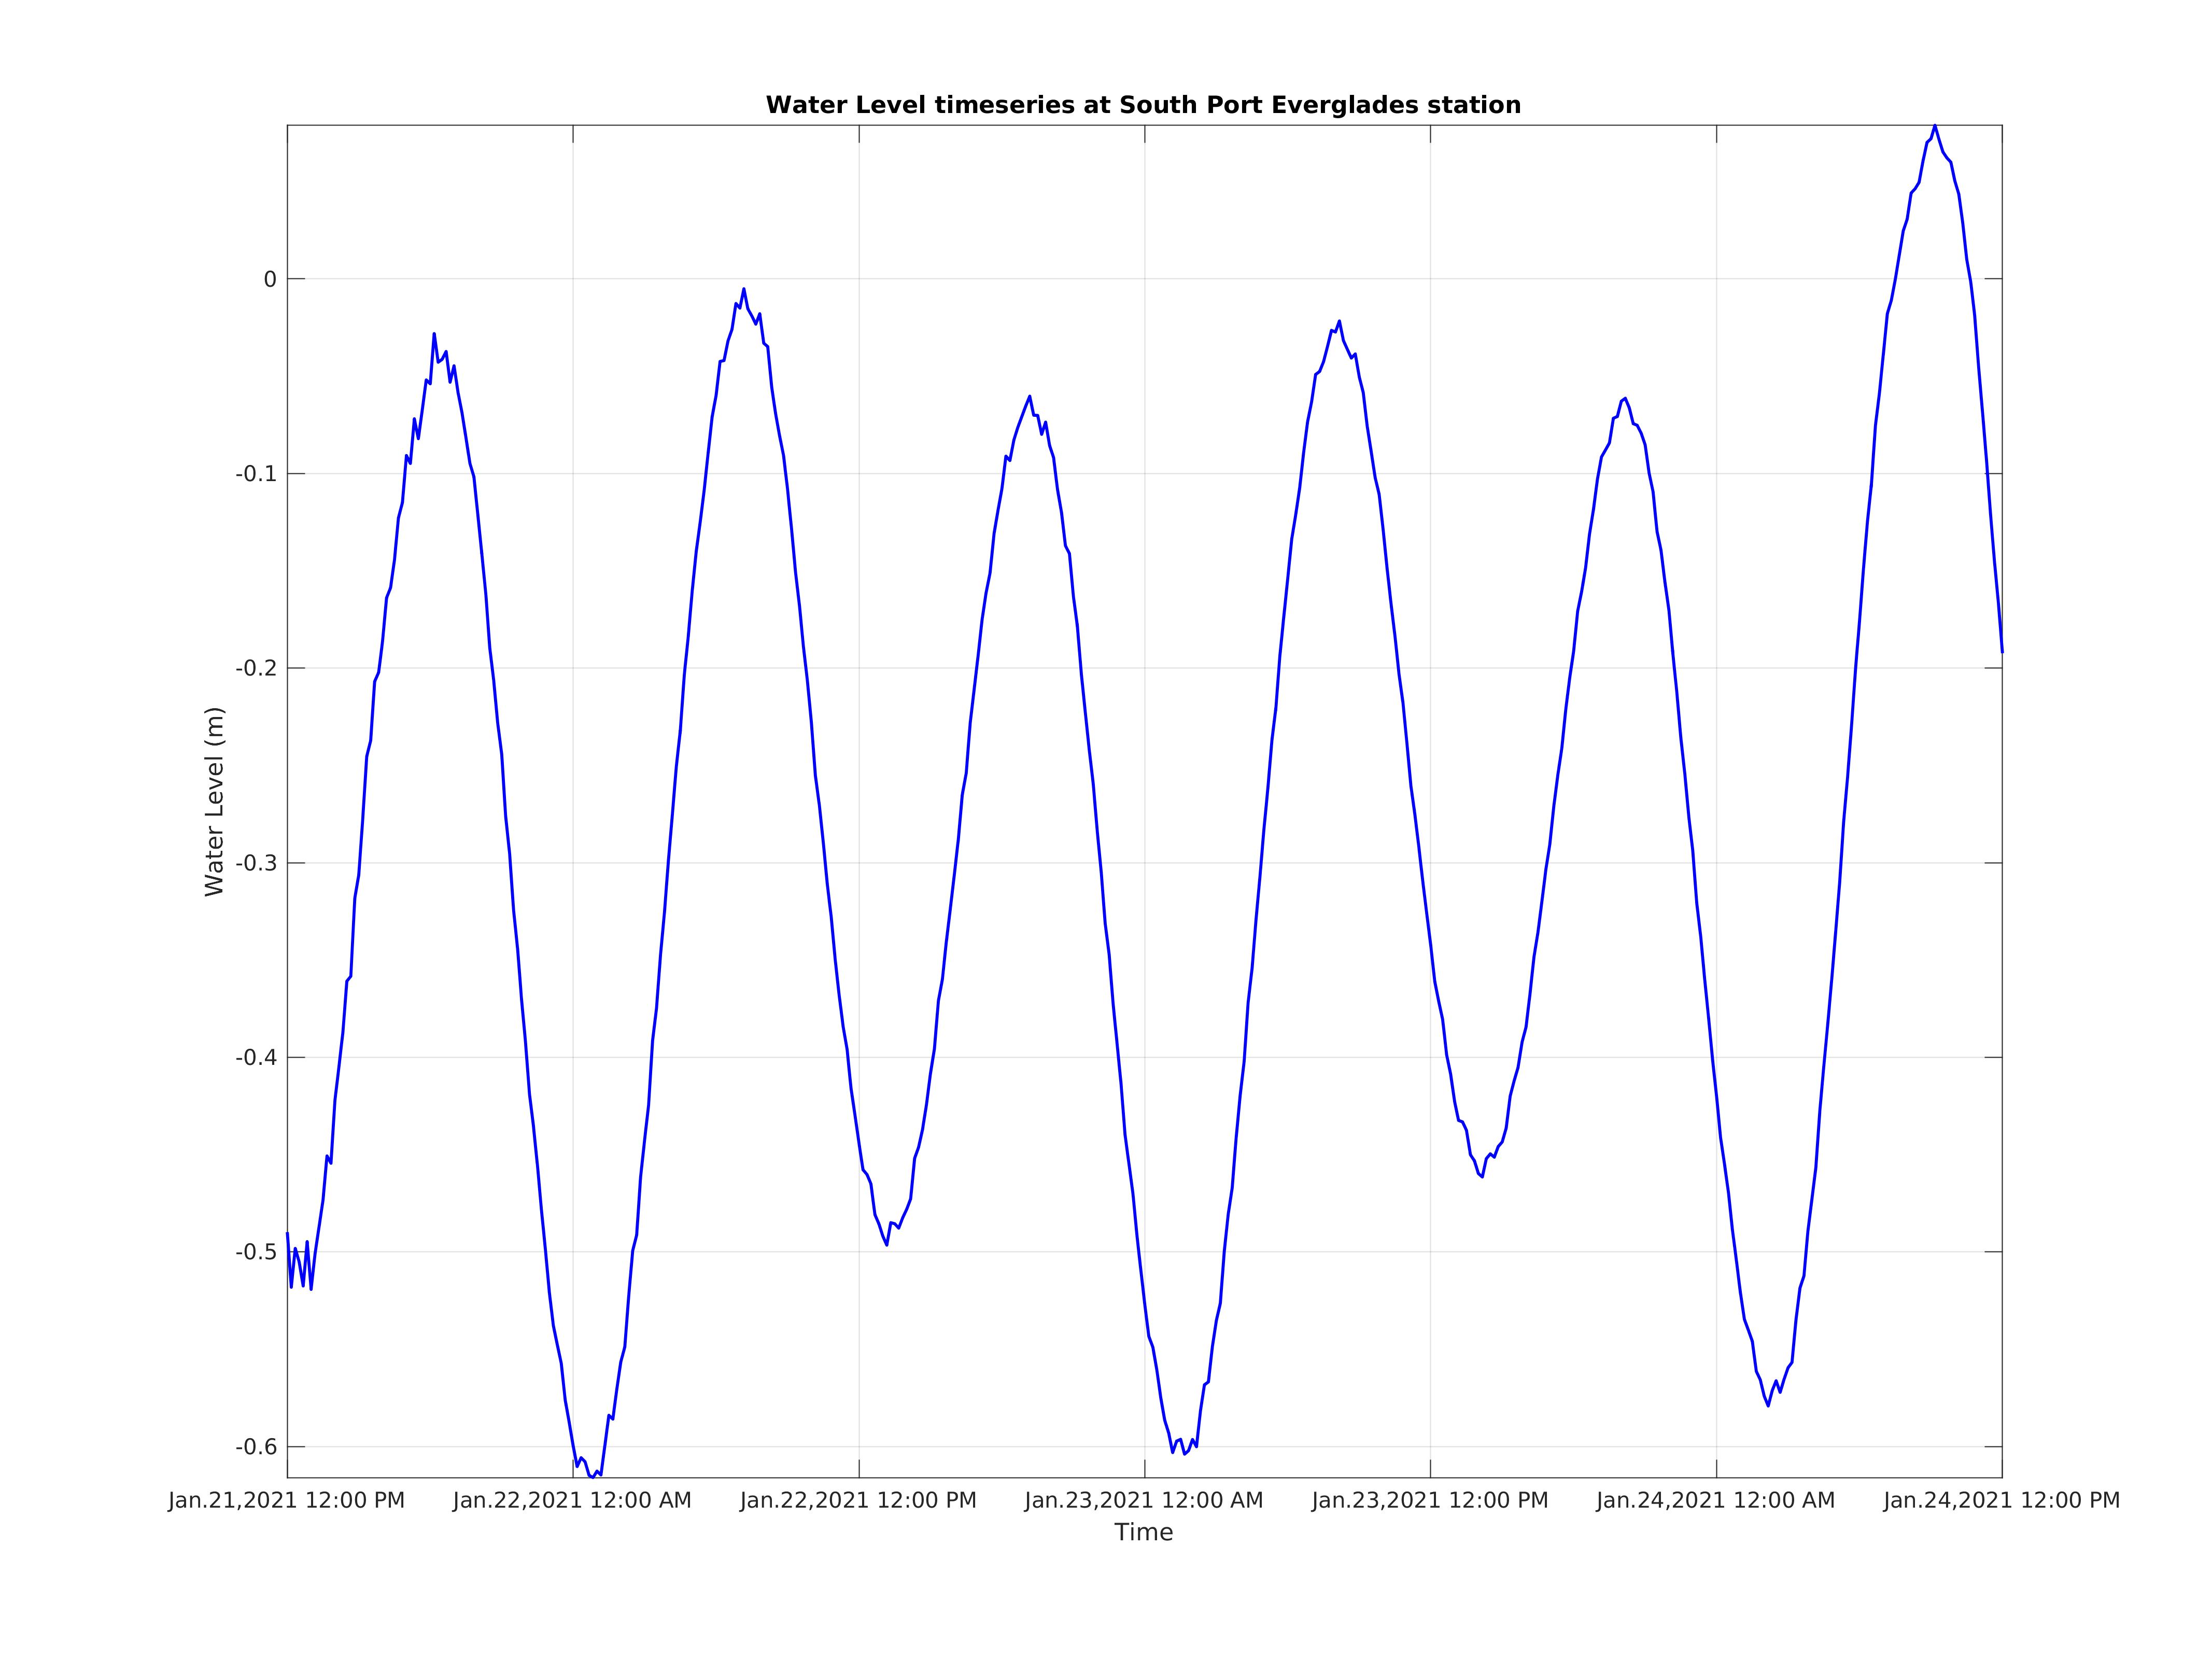 Water Level timeseries at South Port Everglades station
0
-0.1
-0.2
-0.3
-0.4
-0.5
-0.6
Water Level (m)
Jan.21,2021 12:00 PM
Jan.22,2021 12:00 AM
Jan.22,2021 12:00 PM
Jan.23,2021 12:00 AM
Jan.23,2021 12:00 PM
Jan.24,2021 12:00 AM
Jan.24,2021 12:00 PM
Time